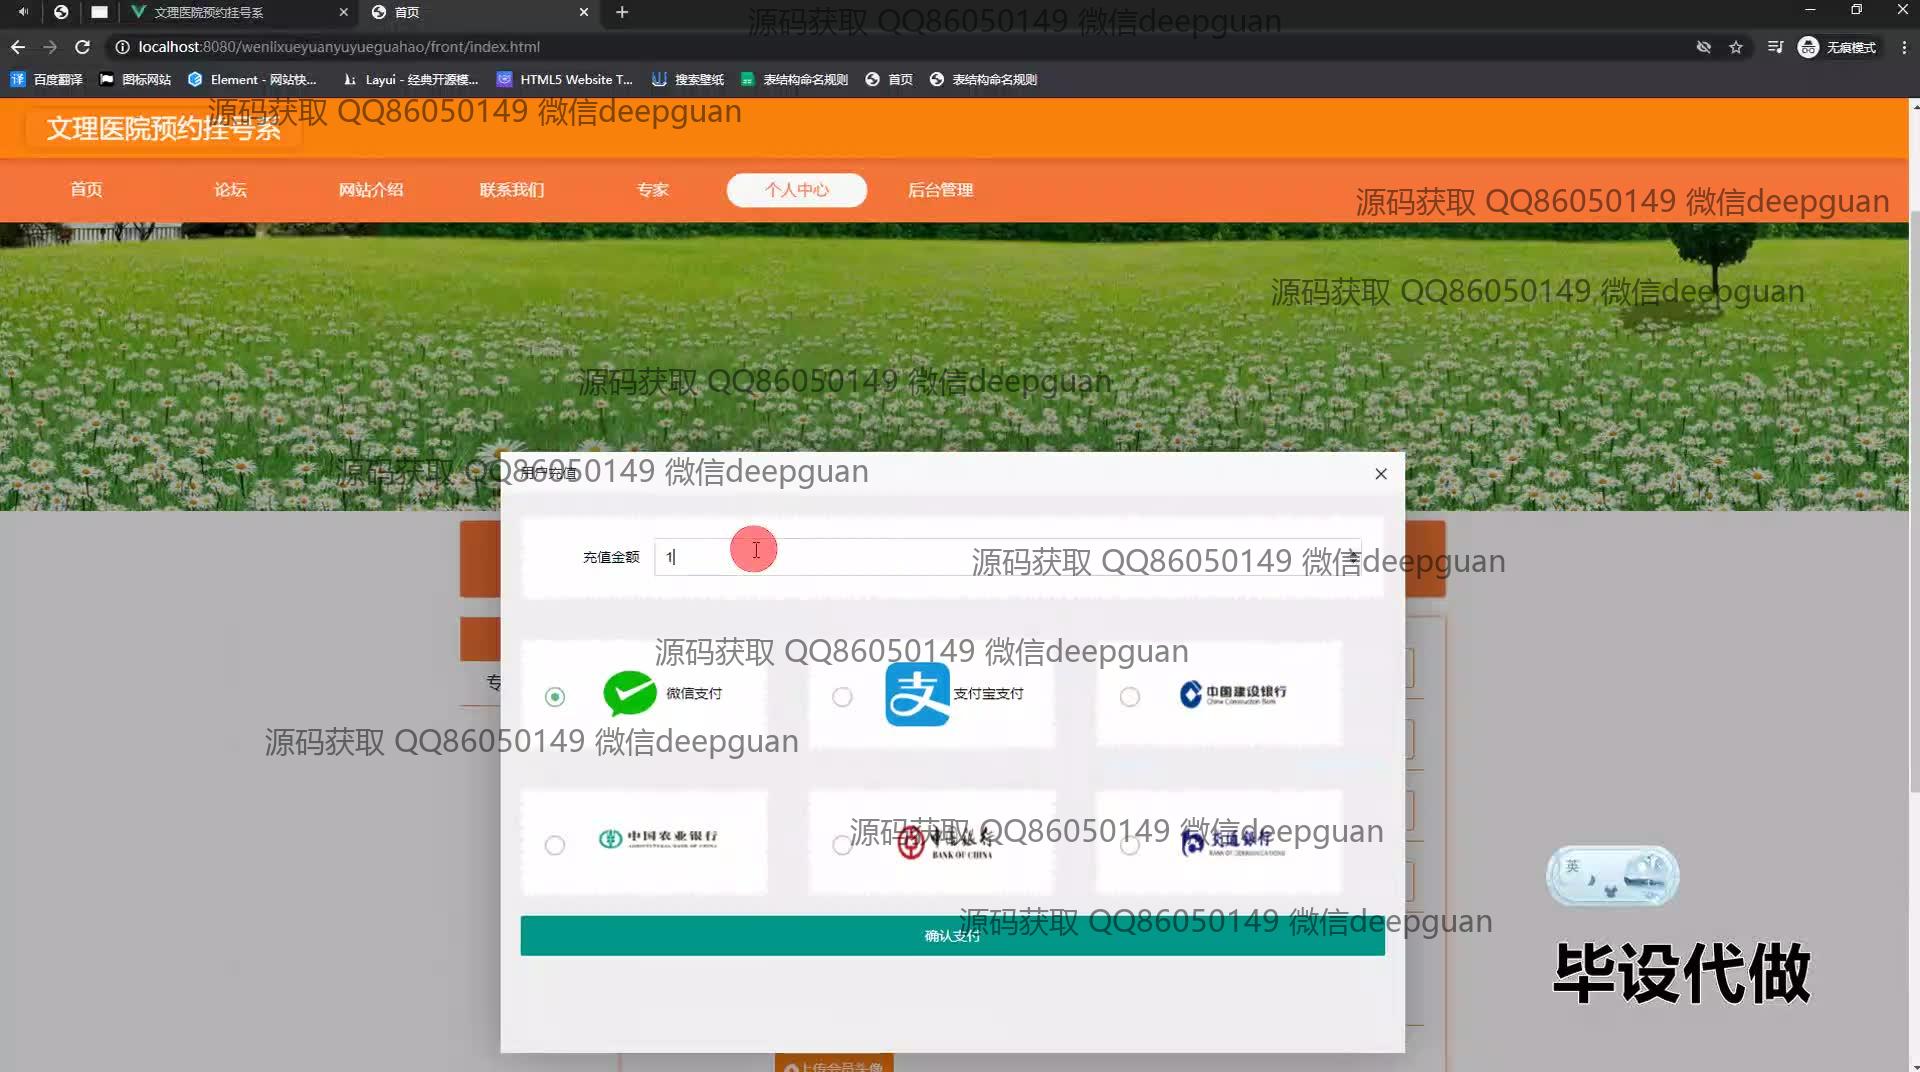 文理医院预约挂号系
首页
源码获取 QQ86050149 微信deepguan
localhost:8080/wenlixueyuanyuyueguahao/front/index.html
无痕模式
百度翻译
图标网站
Element - 网站快...
Layui - 经典开源模...
HTML5 Website T...
搜索壁纸
表结构命名规则
首页
表结构命名规则
源码获取 QQ86050149 微信deepguan
文理医院预约挂号系
首页
论坛
网站介绍
联系我们
专家
个人中心
后台管理
源码获取 QQ86050149 微信deepguan
源码获取 QQ86050149 微信deepguan
源码获取 QQ86050149 微信deepguan
源码获取 QQ86050149 微信deepguan
用户充值
充值金额
1
源码获取 QQ86050149 微信deepguan
源码获取 QQ86050149 微信deepguan
专
微信支付
支
支付宝支付
中国建设银行
China Construction Bank
源码获取 QQ86050149 微信deepguan
中国农业银行
AGRICULTURAL BANK OF CHINA
源码获取 QQ86050149 微信deepguan
中国银行
BANK OF CHINA
交通银行
BANK OF COMMUNICATIONS
英
源码获取 QQ86050149 微信deepguan
确认支付
毕设代做
上传会员头像